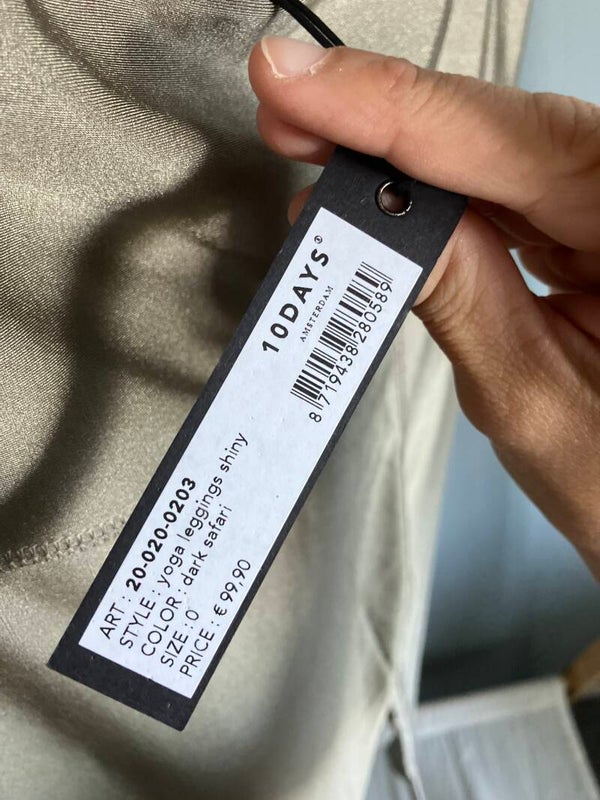 10DAYS®
AMSTERDAM
8 719438 280589
ART : 20-020-0203
STYLE : yoga leggings shiny
COLOR : dark safari
SIZE : 0
PRICE : € 99,90